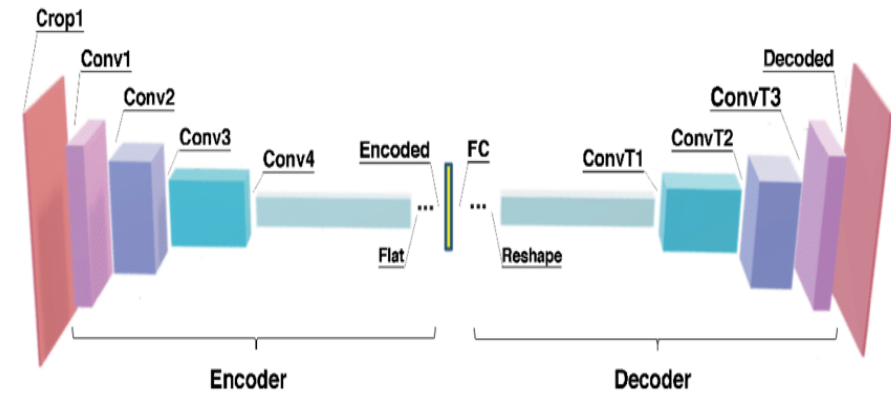 Crop1
Conv1
Conv2
Conv3
Conv4
Encoded
Flat
FC
Reshape
ConvT1
ConvT2
ConvT3
Decoded
Encoder
Decoder